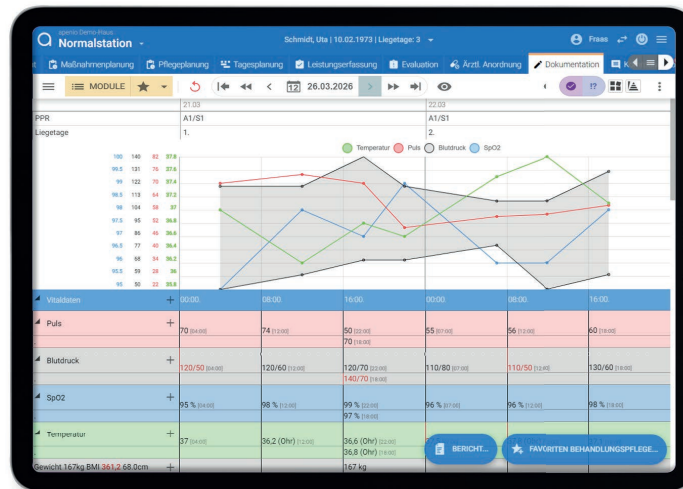 apenio Demo-Haus
Normalstation
Schmidt, Uta | 10.02.1973 | Liegetage: 3
Fraas
Maßnahmenplanung Pflegeplanung Tagesplanung Leistungserfassung Evaluation Ärztl. Anordnung Dokumentation
MODULE 26.03.2026 !?
21.03 22.03
PPR A1/S1 A1/S1
Liegetage 1. 2.
Temperatur Puls Blutdruck SpO2
100 140 82 37.8
99.5 131 76 37.6
99 122 70 37.4
98.5 113 64 37.2
98 104 58 37
97.5 95 52 36.8
97 86 46 36.6
96.5 77 40 36.4
96 68 34 36.2
95.5 59 28 36
95 50 22 35.8
Vitaldaten + 00:00 08:00 16:00 00:00 08:00 16:00
Puls +
70 [04:00] 74 [12:00] 50 [22:00] 55 [07:00] 56 [12:00] 60 [18:00]
70 [18:00]
Blutdruck +
120/50 [04:00] 120/60 [12:00] 120/70 [22:00] 110/80 [07:00] 110/50 [12:00] 130/60 [18:00]
140/70 [18:00]
SpO2 +
95 % [04:00] 98 % [12:00] 99 % [22:00] 96 % [07:00] 96 % [12:00] 98 % [18:00]
97 % [18:00]
Temperatur +
37 [04:00] 36,2 (Ohr) [12:00] 36,6 (Ohr) [22:00]
36,8 (Ohr) [18:00]
BERICHT... FAVORITEN BEHANDLUNGSPFLEGE...
Gewicht 167kg BMI 361,2 68.0cm + 167 kg